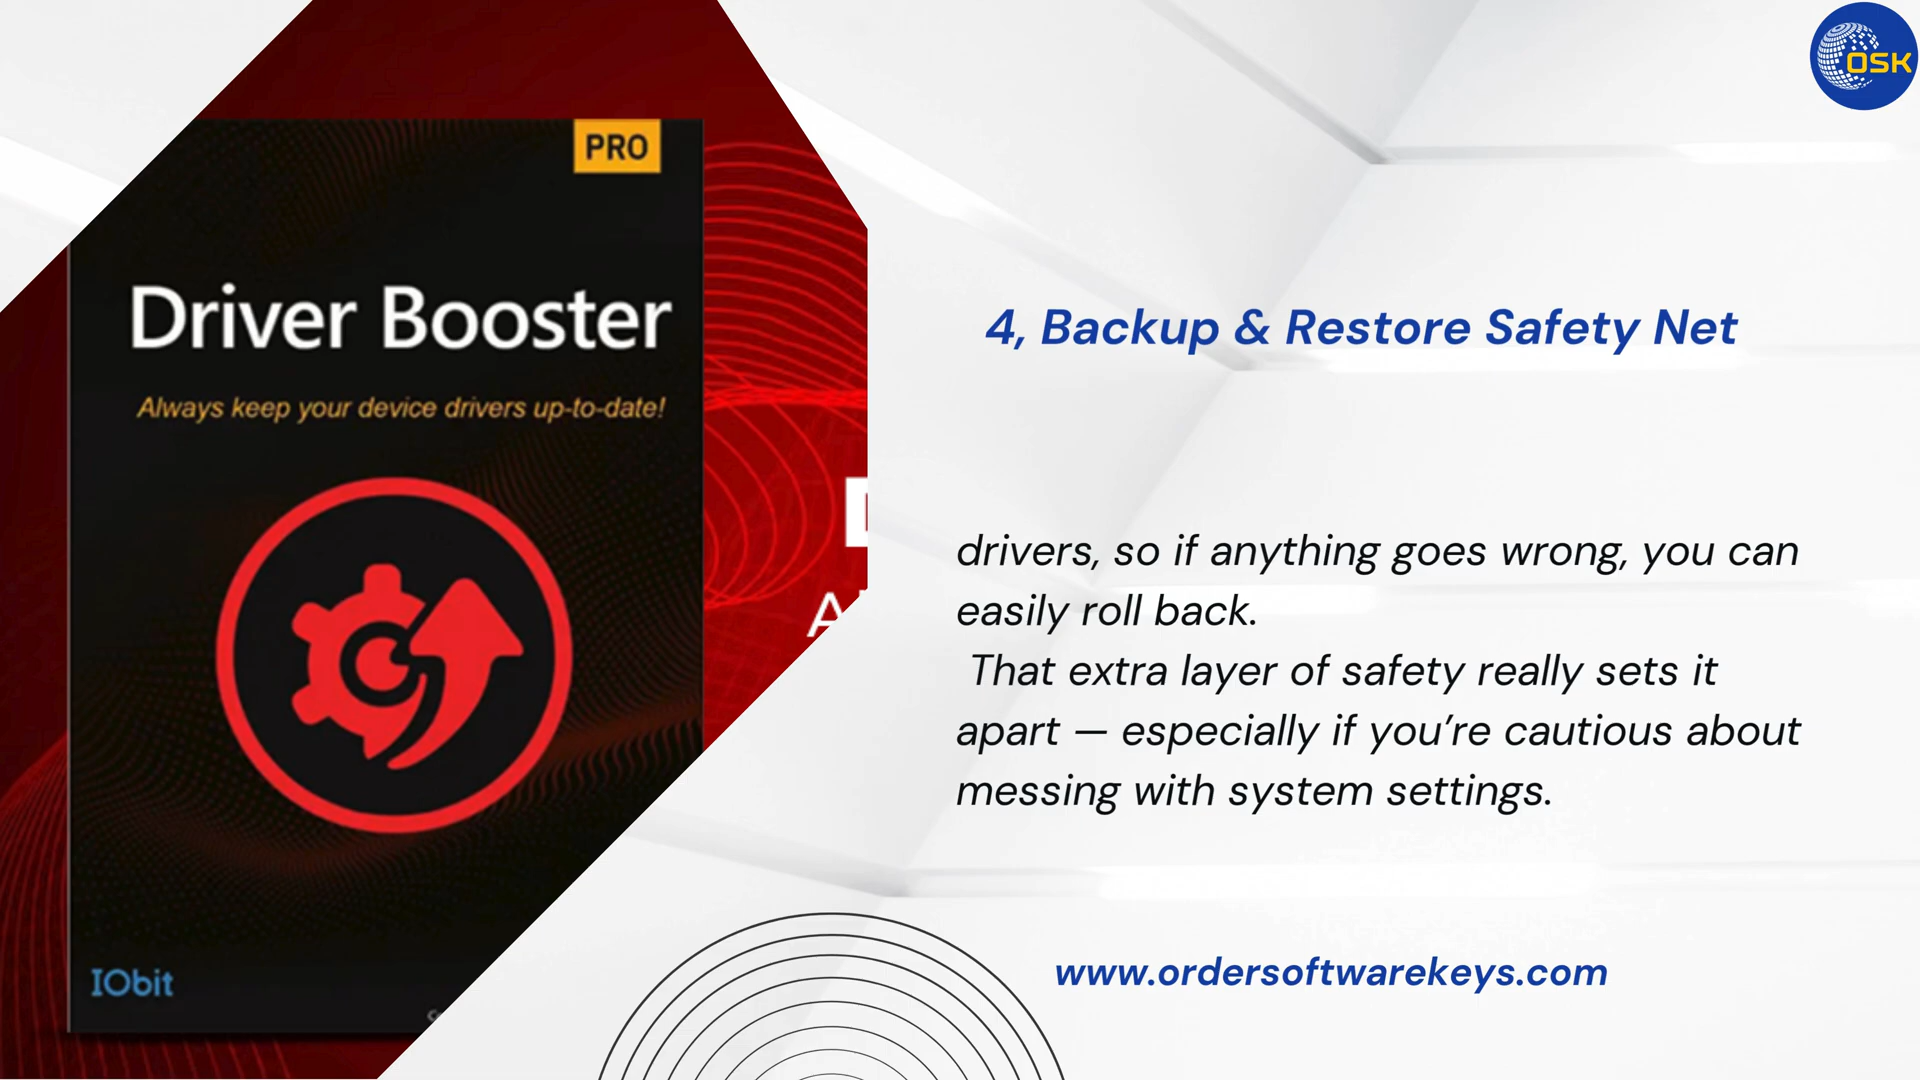 OSK
PRO
Driver Booster
Always keep your device drivers up-to-date!
IObit
4, Backup & Restore Safety Net
drivers, so if anything goes wrong, you can
easily roll back.
That extra layer of safety really sets it
apart — especially if you’re cautious about
messing with system settings.
www.ordersoftwarekeys.com